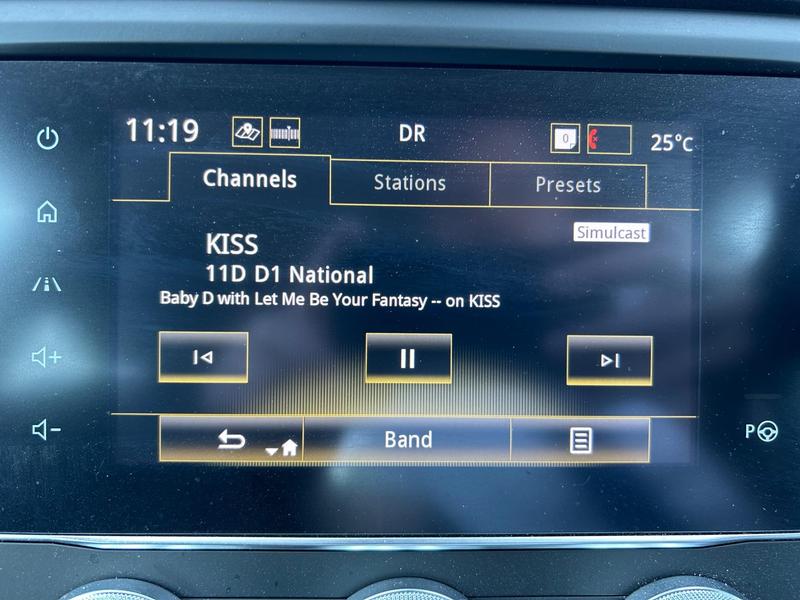 11:19 DR 0 25°C
Channels Stations Presets
KISS Simulcast
11D D1 National
Baby D with Let Me Be Your Fantasy -- on KISS
Band
P